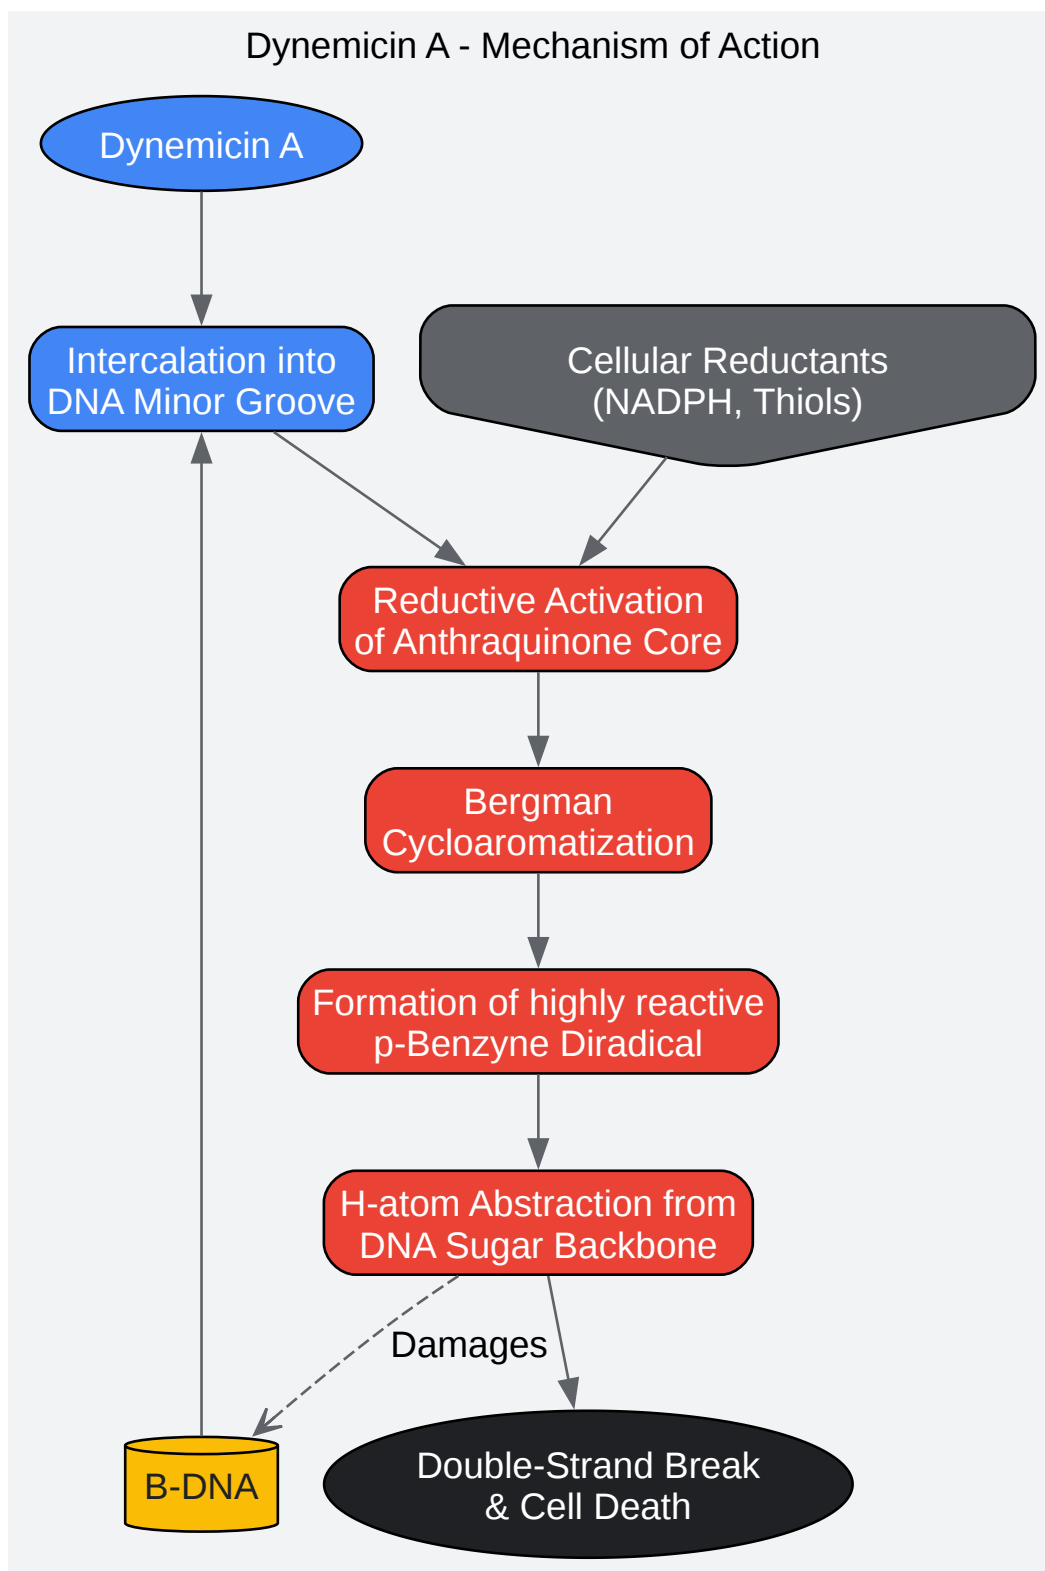 Dynemicin A - Mechanism of Action
Dynemicin A
Intercalation into
DNA Minor Groove
Cellular Reductants
(NADPH, Thiols)
Reductive Activation
of Anthraquinone Core
Bergman
Cycloaromatization
Formation of highly reactive
p-Benzyne Diradical
H-atom Abstraction from
DNA Sugar Backbone
Damages
B-DNA
Double-Strand Break
& Cell Death